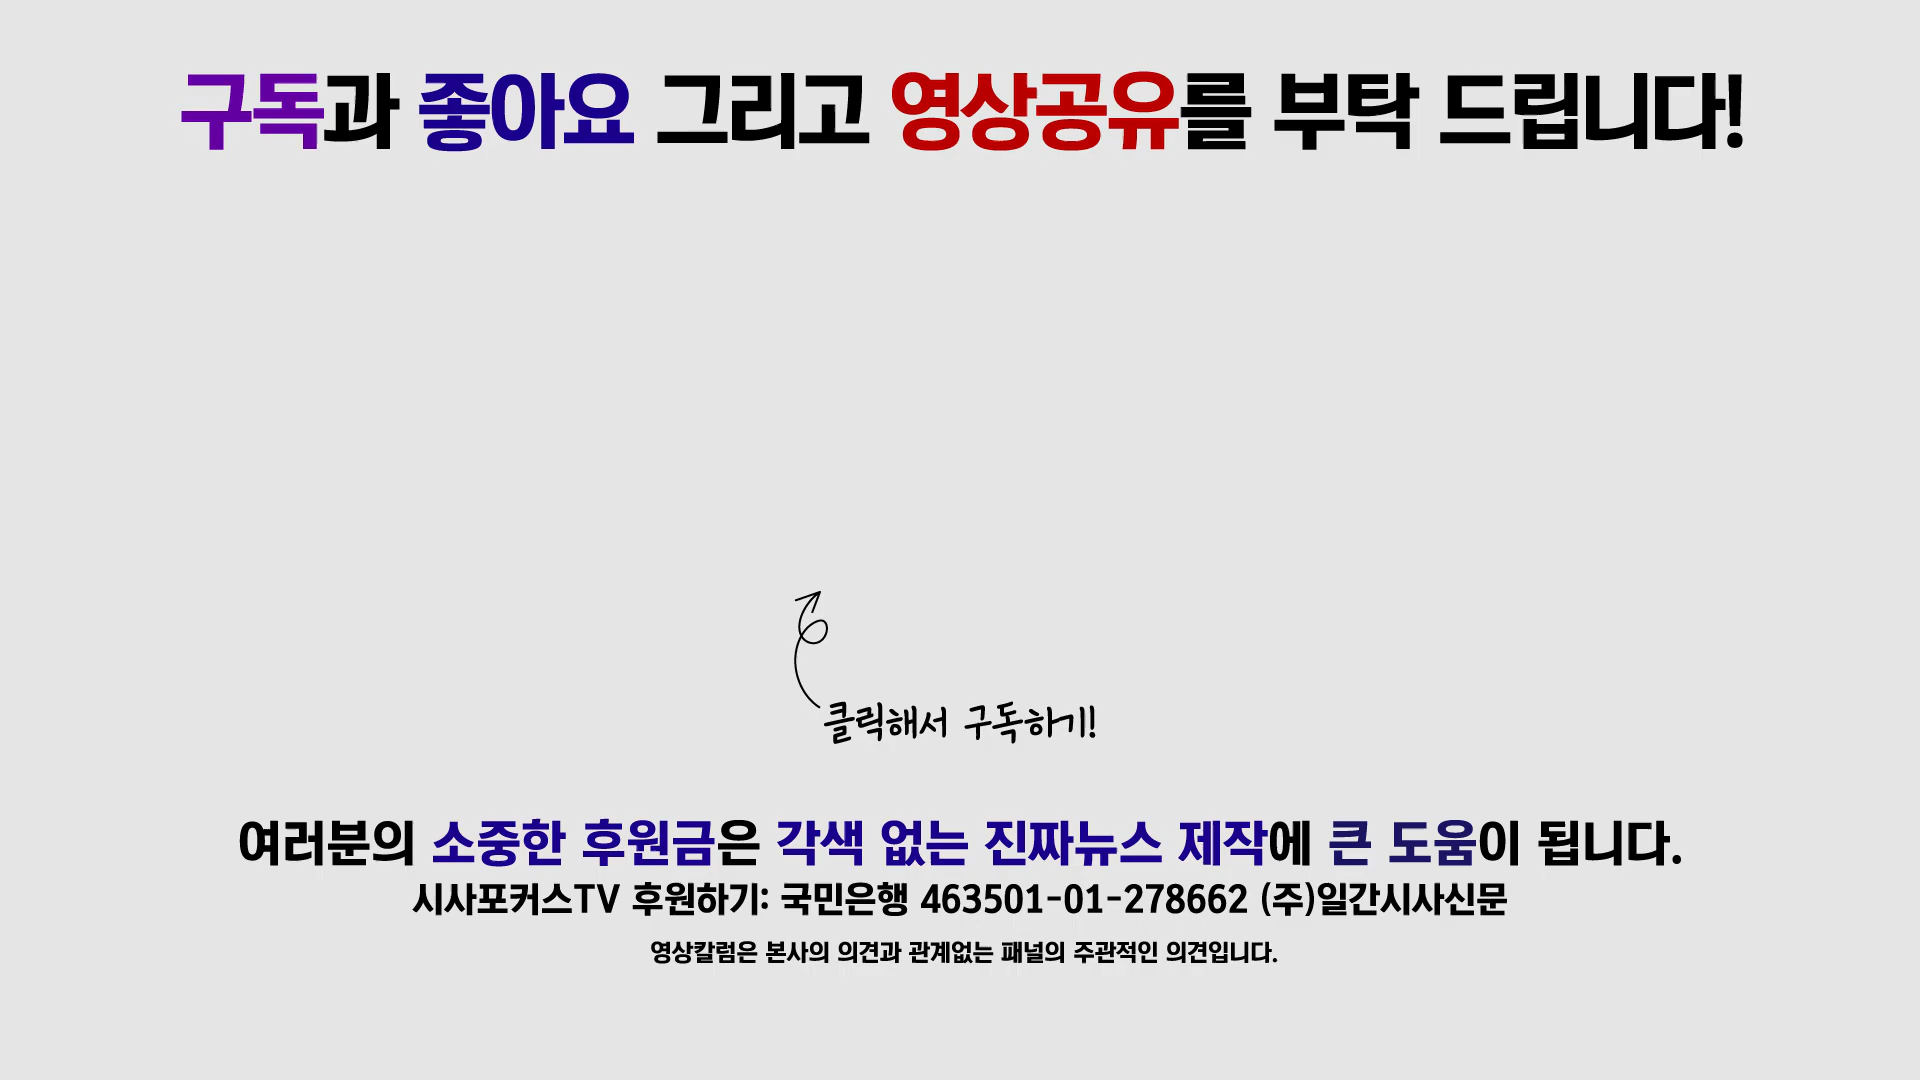 구독과 좋아요 그리고 영상공유를 부탁 드립니다!
클릭해서 구독하기!
여러분의 소중한 후원금은 각색 없는 진짜뉴스 제작에 큰 도움이 됩니다.
시사포커스TV 후원하기: 국민은행 463501-01-278662 (주)일간시사신문
영상칼럼은 본사의 의견과 관계없는 패널의 주관적인 의견입니다.